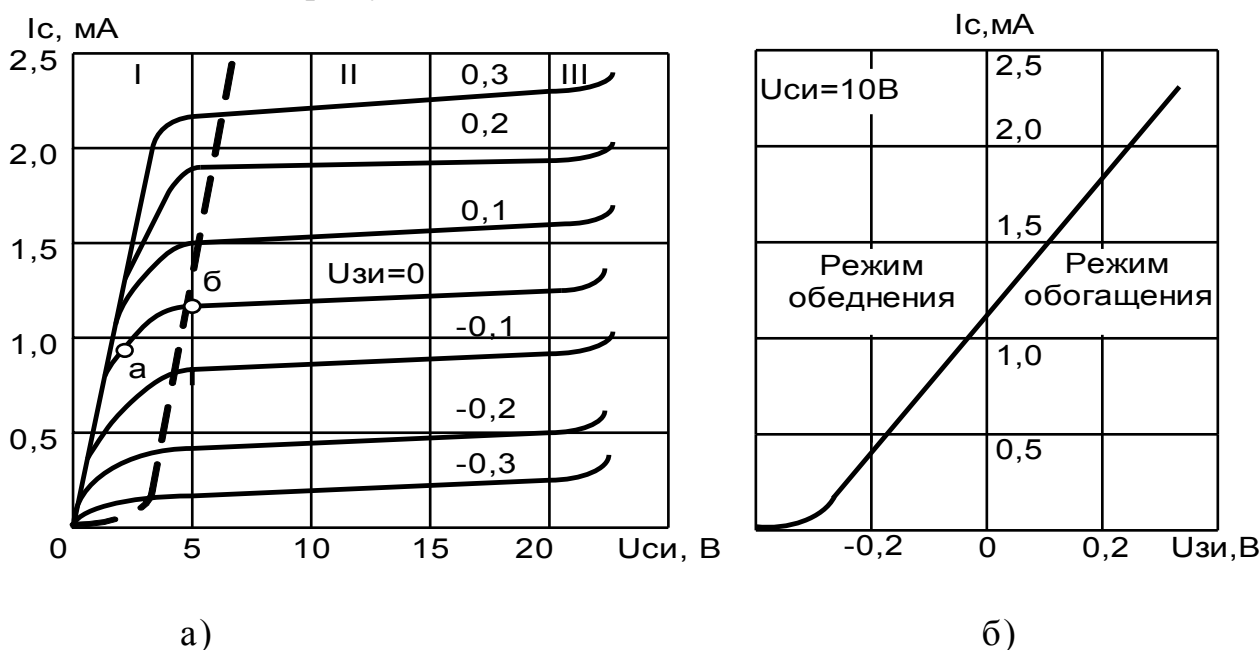 Iс, мА
2,5
I
II
0,3
III
0,2
2,0
0,1
1,5
Uзи=0
б
-0,1
1,0
а
-0,2
0,5
-0,3
0
5
10
15
20
Uси, В
а)
Iс,мА
2,5
Uси=10В
2,0
1,5
Режим
обеднения
Режим
обогащения
1,0
0,5
-0,2
0
0,2
Uзи,В
б)